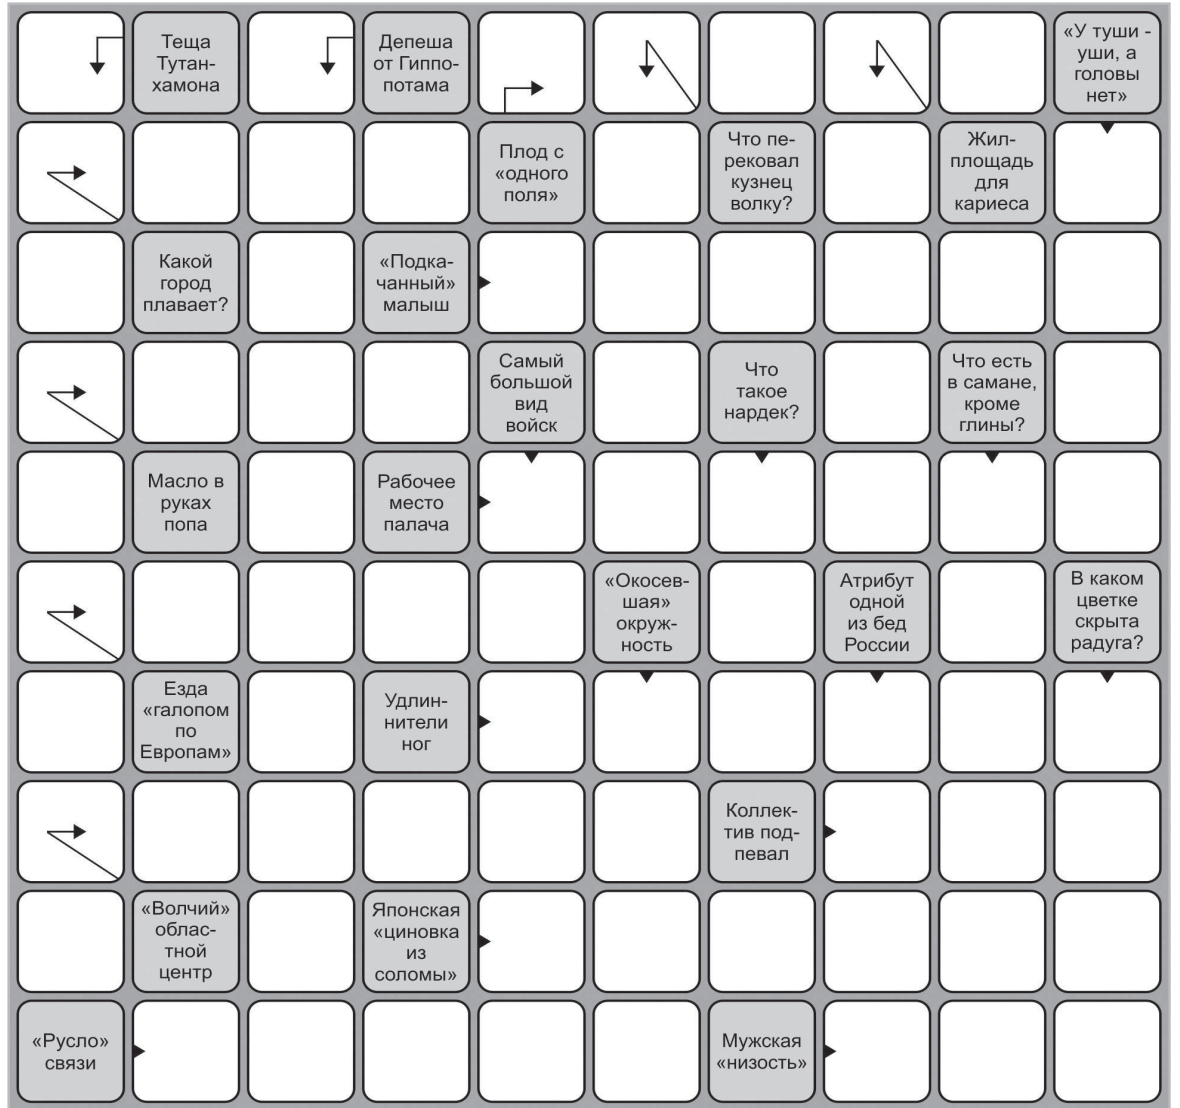 Теща
Тутан-
хамона
Депеша
от Гиппо-
потама
«У туши -
уши, а
головы
нет»
Плод с
«одного
поля»
Что пе-
рековал
кузнец
волку?
Жил-
площадь
для
кариеса
Какой
город
плавает?
«Подка-
чанный»
малыш
Самый
большой
вид
войск
Что
такое
нардек?
Что есть
в самане,
кроме
глины?
Масло в
руках
попа
Рабочее
место
палача
«Окосев-
шая»
окруж-
ность
Атрибут
одной
из бед
России
В каком
цветке
скрыта
радуга?
Езда
«галопом
по
Европам»
Удлин-
нители
ног
Коллек-
тив под-
певал
«Волчий»
облас-
тной
центр
Японская
«циновка
из
соломы»
«Русло»
связи
Мужская
«низость»